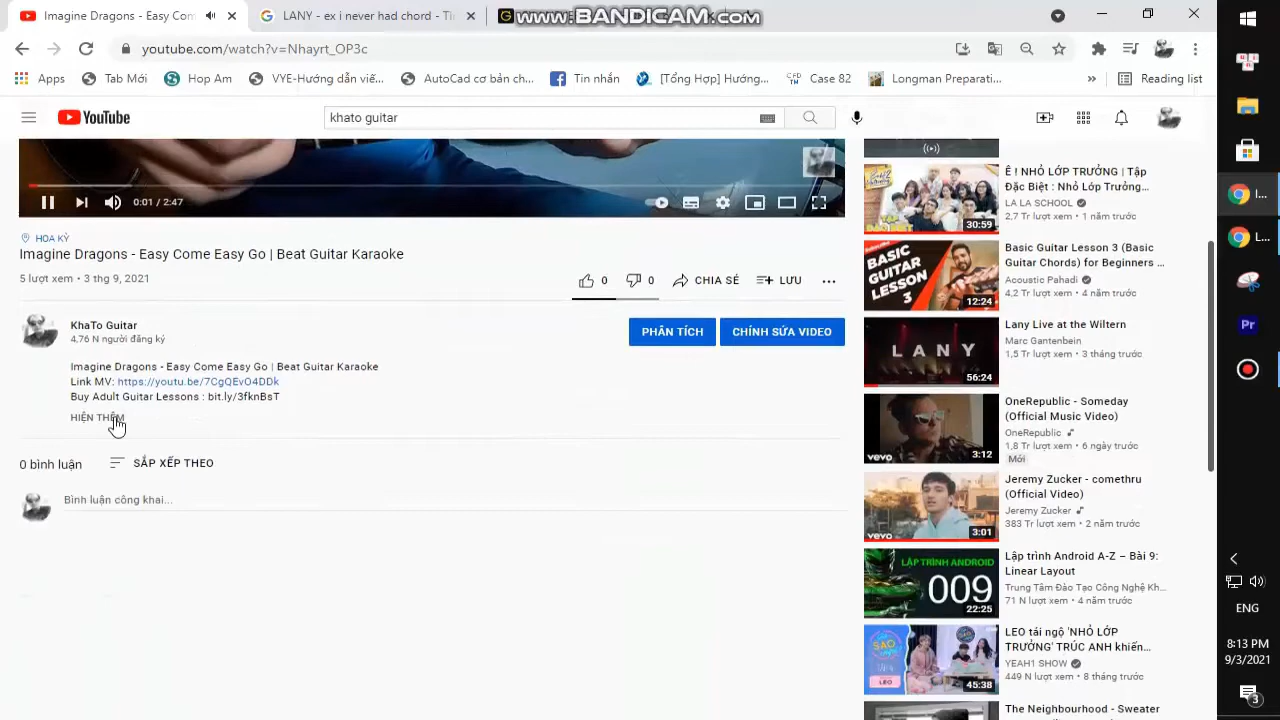 Imagine Dragons - Easy Com
LANY - ex i never had chord - Ti
www.BANDICAM.com
youtube.com/watch?v=Nhayrt_OP3c
Apps
Tab Mới
Hop Am
VYE-Hướng dẫn viế...
AutoCad cơ bản ch...
Tin nhắn
[Tổng Hợp] Hướng...
Case 82
Longman Preparati...
»
Reading list
YouTube
khato guitar
0:01 / 2:47
HOA KỲ
Imagine Dragons - Easy Come Easy Go | Beat Guitar Karaoke
5 lượt xem • 3 thg 9, 2021
0
0
CHIA SẺ
LƯU
KhaTo Guitar
4,76 N người đăng ký
PHÂN TÍCH
CHỈNH SỬA VIDEO
Imagine Dragons - Easy Come Easy Go | Beat Guitar Karaoke
Link MV: https://youtu.be/7CgQEvO4DDk
Buy Adult Guitar Lessons : bit.ly/3fknBsT
HIỆN THÊM
0 bình luận
SẮP XẾP THEO
Bình luận công khai...
30:59
Ê ! NHỎ LỚP TRƯỞNG | Tập
Đặc Biệt : Nhỏ Lớp Trưởng...
LA LA SCHOOL
2,7 Tr lượt xem • 1 năm trước
BASIC
GUITAR
LESSON
3
12:24
Basic Guitar Lesson 3 (Basic
Guitar Chords) for Beginners ...
Acoustic Pahadi
4,2 Tr lượt xem • 4 năm trước
LANY
56:24
Lany Live at the Wiltern
Marc Gantenbein
1,5 Tr lượt xem • 3 tháng trước
vevo
3:12
OneRepublic - Someday
(Official Music Video)
OneRepublic
1,8 Tr lượt xem • 6 ngày trước
Mới
vevo
3:01
Jeremy Zucker - comethru
(Official Video)
Jeremy Zucker
383 Tr lượt xem • 2 năm trước
LẬP TRÌNH ANDROID
009
22:25
Lập trình Android A-Z – Bài 9:
Linear Layout
Trung Tâm Đào Tạo Công Nghệ Kh...
71 N lượt xem • 4 năm trước
SAO
LEO
45:38
LEO tái ngộ 'NHỎ LỚP
TRƯỞNG' TRÚC ANH khiến...
YEAH1 SHOW
449 N lượt xem • 8 tháng trước
The Neighbourhood - Sweater
I...
L...
Pr
ENG
8:13 PM
9/3/2021
3